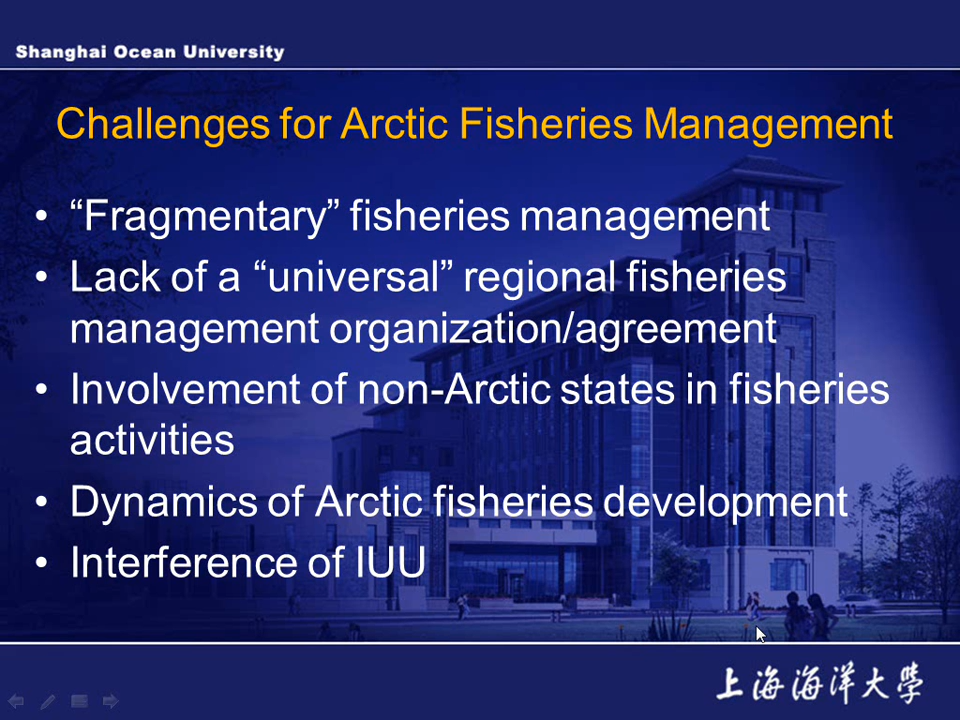 Shanghai Ocean University
Challenges for Arctic Fisheries Management
• “Fragmentary” fisheries management
• Lack of a “universal” regional fisheries
management organization/agreement
• Involvement of non-Arctic states in fisheries
activities
• Dynamics of Arctic fisheries development
• Interference of IUU
上海海洋大學